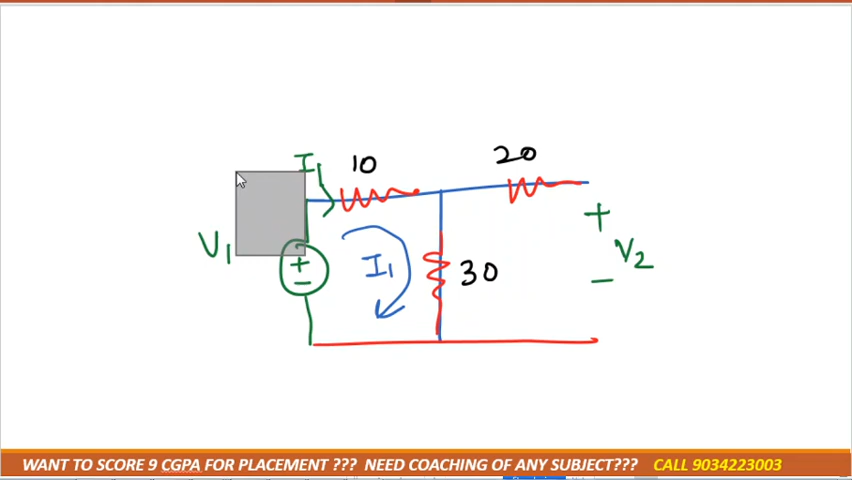 I1
10
20
V1
+
-
I1
30
+
V2
-
WANT TO SCORE 9 CGPA FOR PLACEMENT ??? NEED COACHING OF ANY SUBJECT??? CALL 9034223003